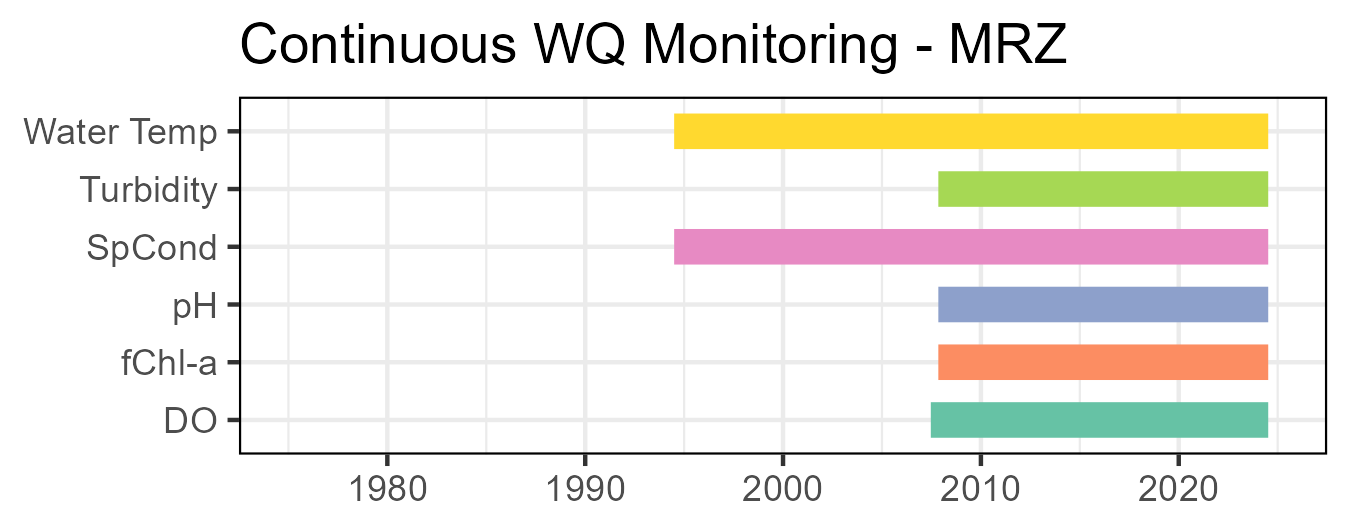 Continuous WQ Monitoring - MRZ
Water Temp
Turbidity
SpCond
pH
fChl-a
DO
1980 1990 2000 2010 2020